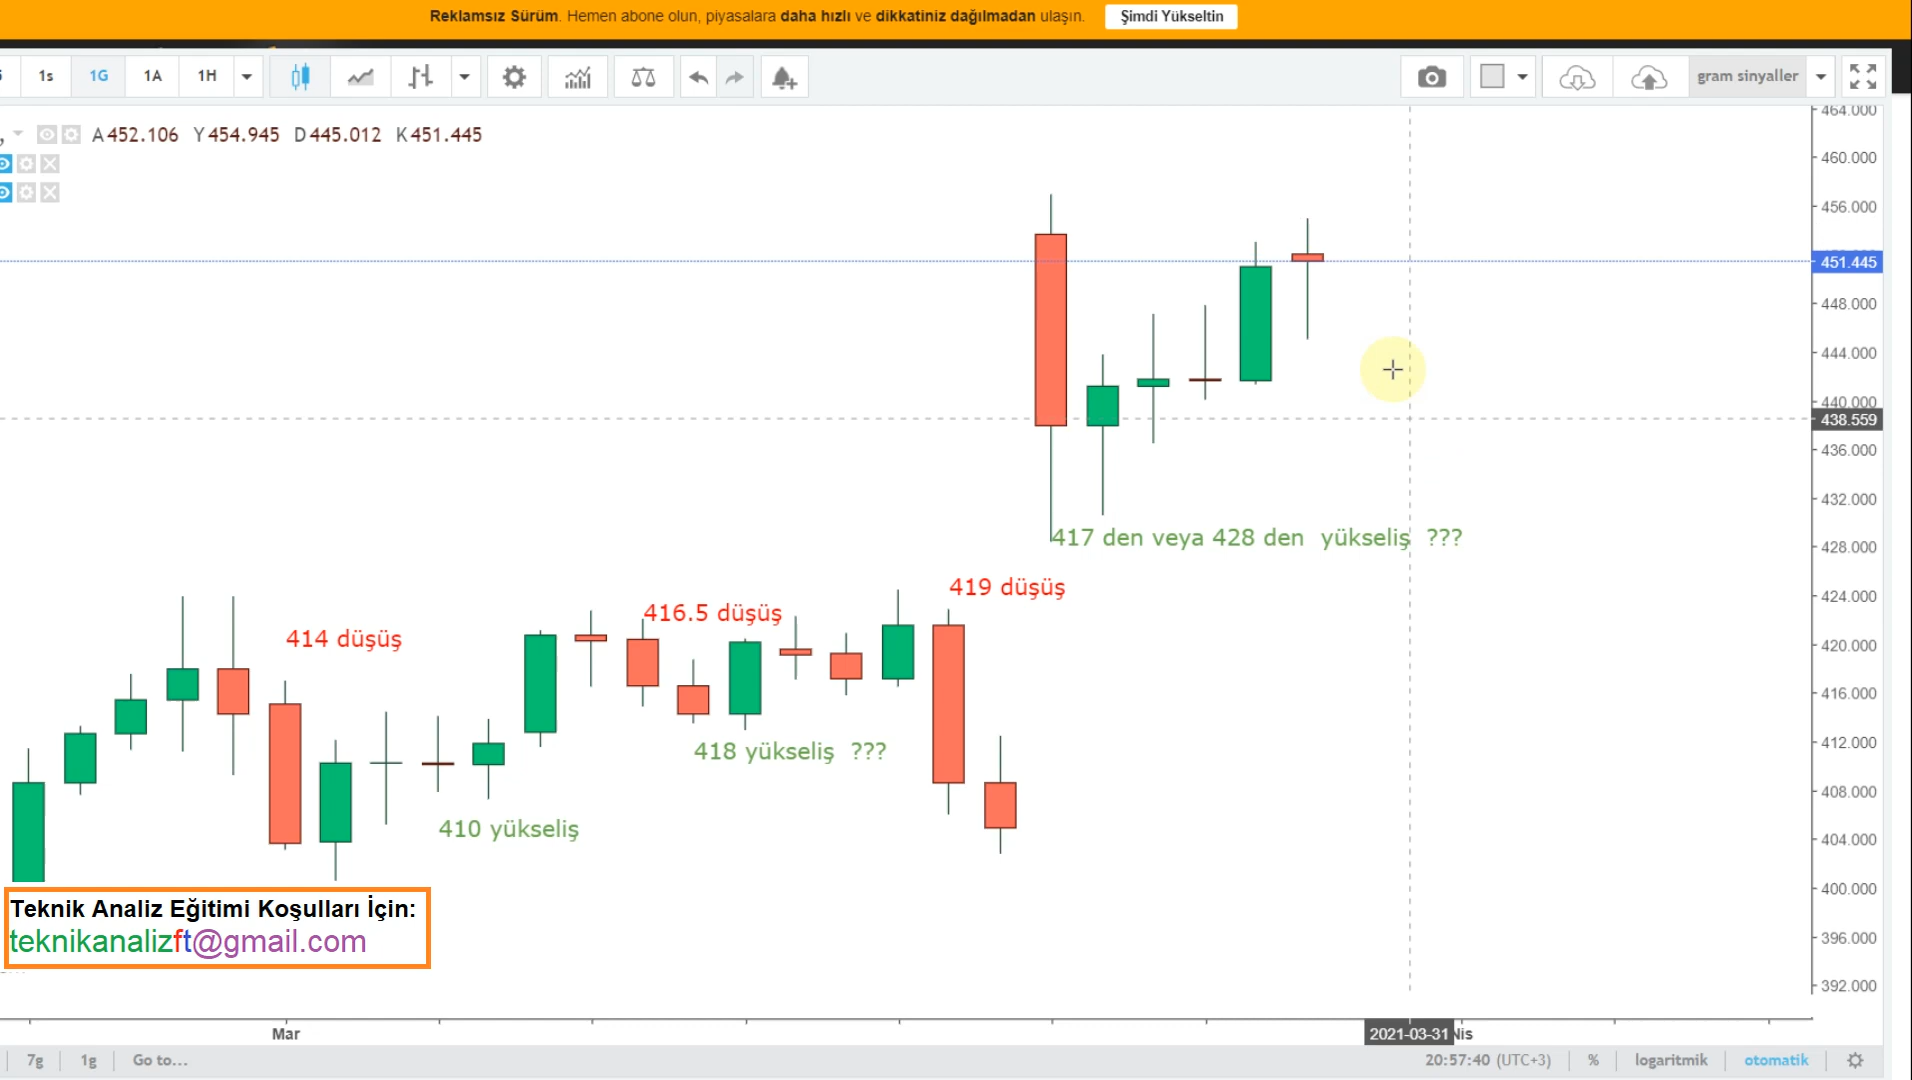 Reklamsız Sürüm. Hemen abone olun, piyasalara daha hızlı ve dikkatiniz dağılmadan ulaşın. Şimdi Yükseltin
1s 1G 1A 1H gram sinyaller
A452.106 Y454.945 D445.012 K451.445
464.000
460.000
456.000
451.445
448.000
444.000
440.000
438.559
436.000
432.000
417 den veya 428 den yükseliş ???
428.000
419 düşüş
424.000
416.5 düşüş
414 düşüş
420.000
416.000
412.000
418 yükseliş ???
408.000
410 yükseliş
404.000
400.000
Teknik Analiz Eğitimi Koşulları İçin:
teknikanalizft@gmail.com
396.000
392.000
Mar 2021-03-31 Nis
7g 1g Go to... 20:57:40 (UTC+3) % logaritmik otomatik